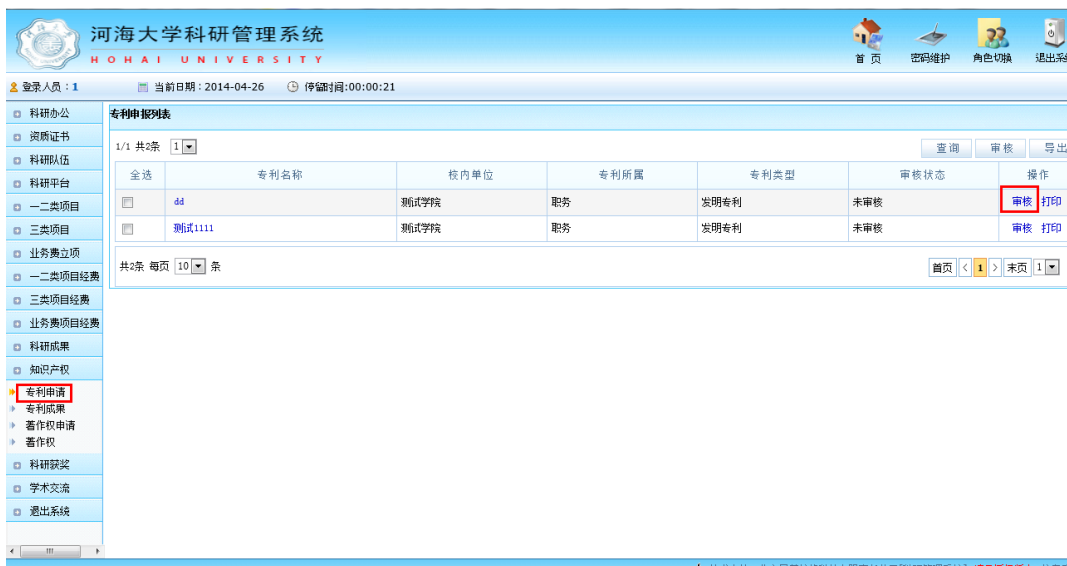 河海大学科研管理系统
HOHAI UNIVERSITY
首 页 密码维护 角色切换 退出系
登录人员：1 当前日期：2014-04-26 停留时间:00:00:21
科研办公
资质证书
科研队伍
科研平台
一二类项目
三类项目
业务费立项
一二类项目经费
三类项目经费
业务费项目经费
科研成果
知识产权
专利申请
专利成果
著作权申请
著作权
科研获奖
学术交流
退出系统
专利申报列表
1/1 共2条 1
查询 审核 导出
全选 专利名称 校内单位 专利所属 专利类型 审核状态 操作
dd 测试学院 职务 发明专利 未审核 审核 打印
测试1111 测试学院 职务 发明专利 未审核 审核 打印
共2条 每页 10 条
首页 < 1 > 末页 1